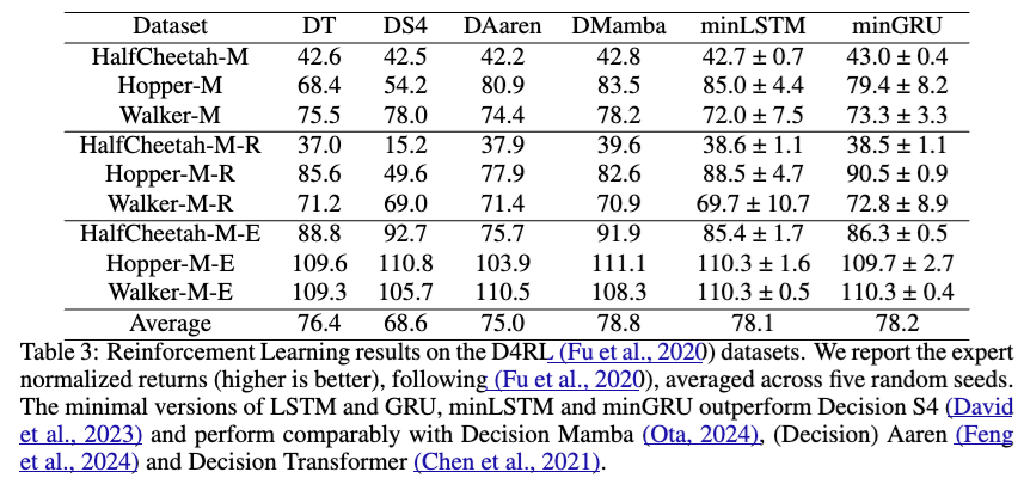 Dataset DT DS4 DAaren DMamba minLSTM minGRU
HalfCheetah-M 42.6 42.5 42.2 42.8 42.7 ± 0.7 43.0 ± 0.4
Hopper-M 68.4 54.2 80.9 83.5 85.0 ± 4.4 79.4 ± 8.2
Walker-M 75.5 78.0 74.4 78.2 72.0 ± 7.5 73.3 ± 3.3
HalfCheetah-M-R 37.0 15.2 37.9 39.6 38.6 ± 1.1 38.5 ± 1.1
Hopper-M-R 85.6 49.6 77.9 82.6 88.5 ± 4.7 90.5 ± 0.9
Walker-M-R 71.2 69.0 71.4 70.9 69.7 ± 10.7 72.8 ± 8.9
HalfCheetah-M-E 88.8 92.7 75.7 91.9 85.4 ± 1.7 86.3 ± 0.5
Hopper-M-E 109.6 110.8 103.9 111.1 110.3 ± 1.6 109.7 ± 2.7
Walker-M-E 109.3 105.7 110.5 108.3 110.3 ± 0.5 110.3 ± 0.4
Average 76.4 68.6 75.0 78.8 78.1 78.2
Table 3: Reinforcement Learning results on the D4RL (Fu et al., 2020) datasets. We report the expert
normalized returns (higher is better), following (Fu et al., 2020), averaged across five random seeds.
The minimal versions of LSTM and GRU, minLSTM and minGRU outperform Decision S4 (David
et al., 2023) and perform comparably with Decision Mamba (Ota, 2024), (Decision) Aaren (Feng
et al., 2024) and Decision Transformer (Chen et al., 2021).